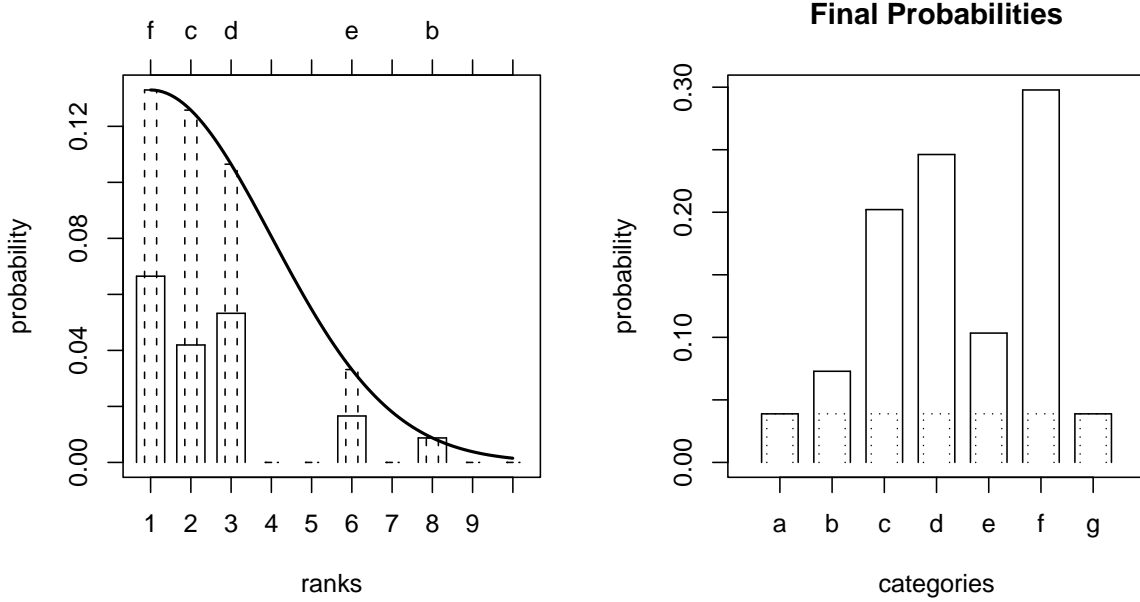 f c d e b
probability
0.00 0.04 0.08 0.12
1 2 3 4 5 6 7 8 9
ranks
Final Probabilities
probability
0.00 0.10 0.20 0.30
a b c d e f g
categories